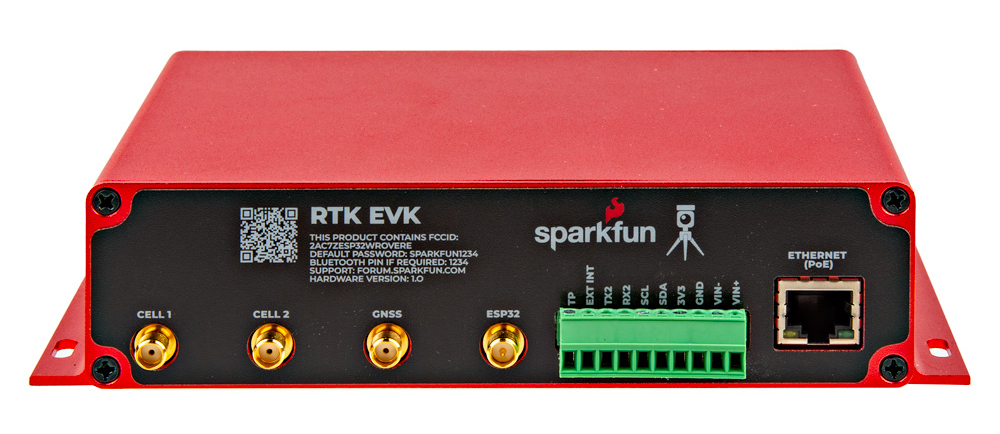 RTK EVK
THIS PRODUCT CONTAINS FCCID:
2AC7ZESP32WROVERE
DEFAULT PASSWORD: SPARKFUN1234
BLUETOOTH PIN IF REQUIRED: 1234
SUPPORT: FORUM.SPARKFUN.COM
HARDWARE VERSION: 1.0
sparkfun
ETHERNET
(PoE)
CELL 1
CELL 2
GNSS
ESP32
TP
EXT INT
TX2
RX2
SCL
SDA
3V3
GND
VIN-
VIN+